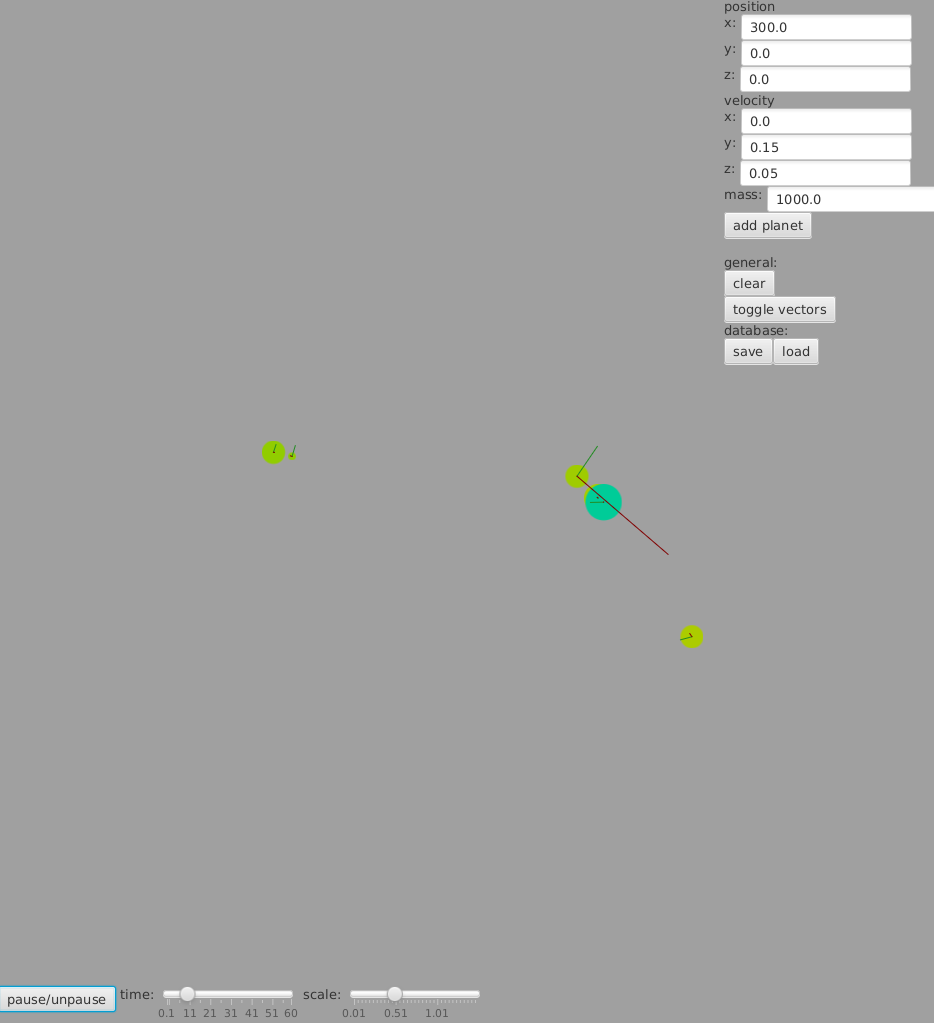 position
x: 300.0
y: 0.0
z: 0.0
velocity
x: 0.0
y: 0.15
z: 0.05
mass: 1000.0
add planet
general:
clear
toggle vectors
database:
save load
pause/unpause time: scale:
0.1 11 21 31 41 51 60 0.01 0.51 1.01